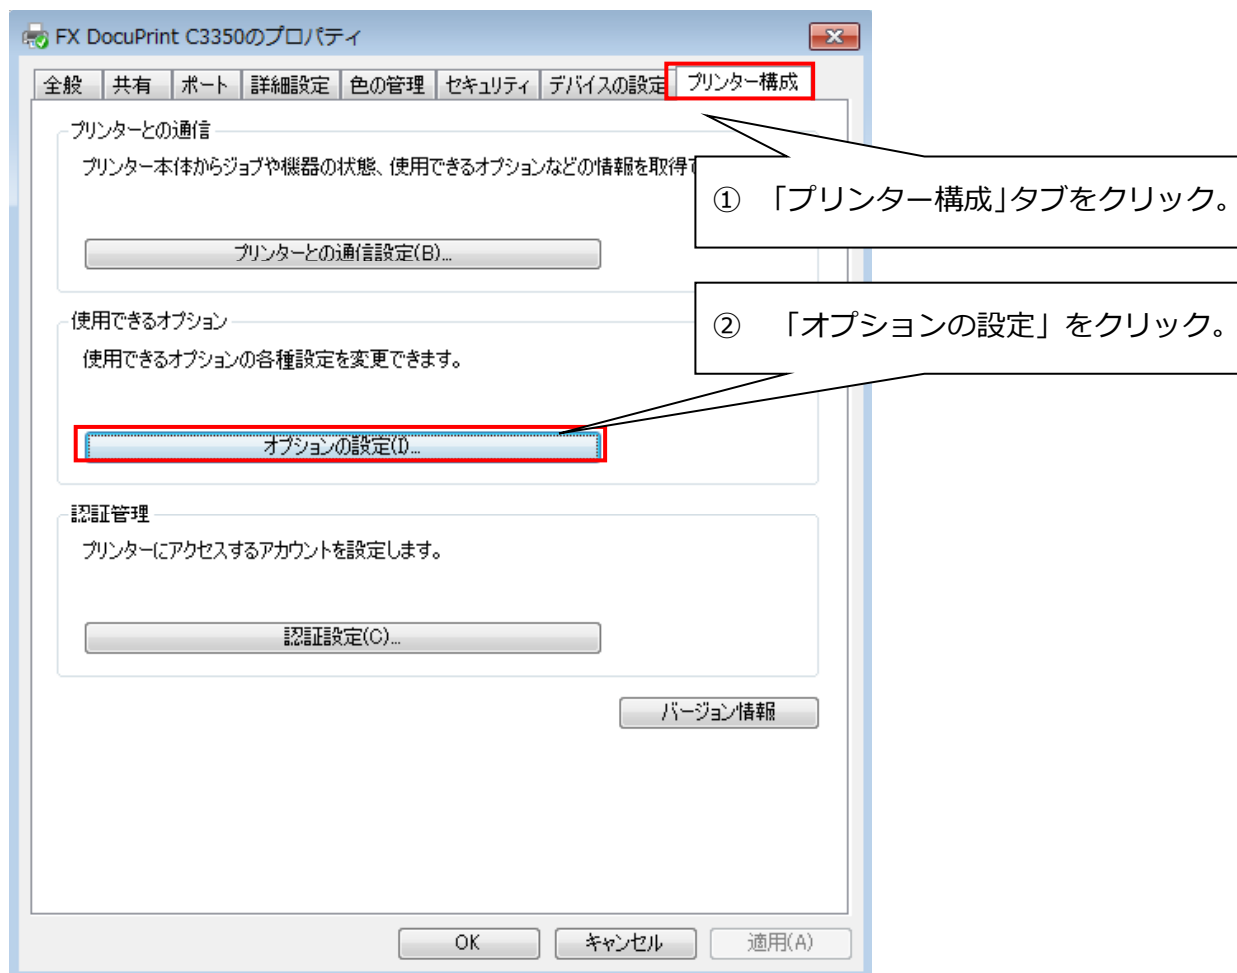 FX DocuPrint C3350のプロパティ
全般 共有 ポート 詳細設定 色の管理 セキュリティ デバイスの設定 プリンター構成
プリンターとの通信
プリンター本体からジョブや機器の状態、使用できるオプションなどの情報を取得
① 「プリンター構成」タブをクリック。
プリンターとの通信設定(B)...
使用できるオプション
② 「オプションの設定」をクリック。
使用できるオプションの各種設定を変更できます。
オプションの設定(I)...
認証管理
プリンターにアクセスするアカウントを設定します。
認証設定(C)...
バージョン情報
OK キャンセル 適用(A)